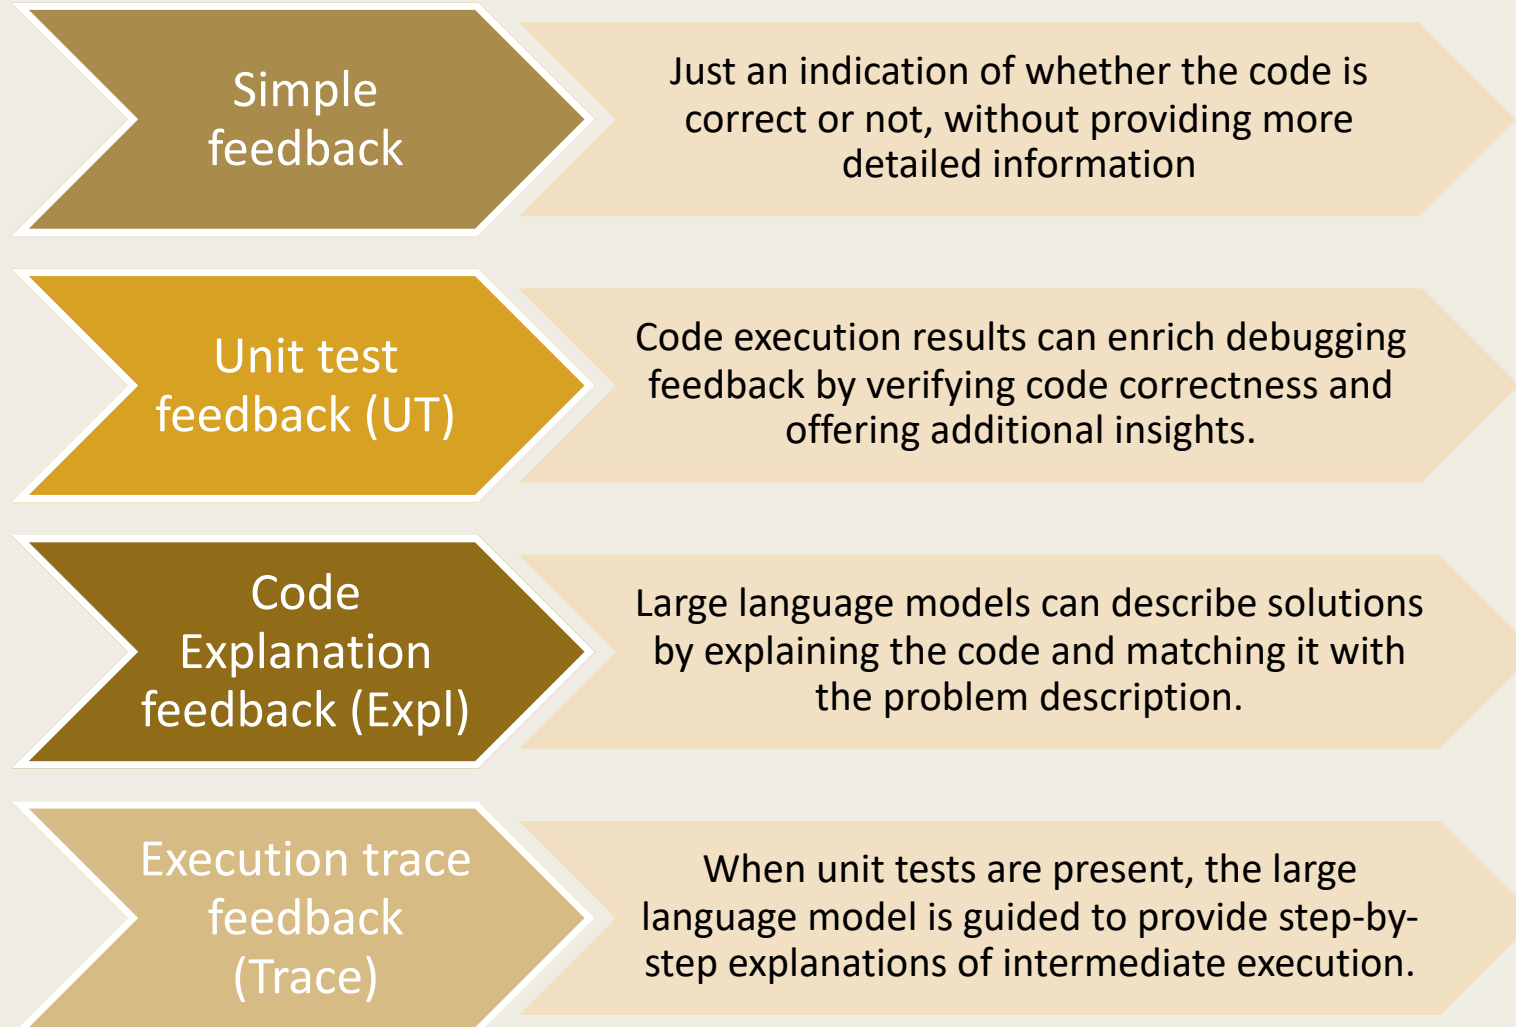 Simple
feedback
Just an indication of whether the code is
correct or not, without providing more
detailed information
Unit test
feedback (UT)
Code execution results can enrich debugging
feedback by verifying code correctness and
offering additional insights.
Code
Explanation
feedback (Expl)
Large language models can describe solutions
by explaining the code and matching it with
the problem description.
Execution trace
feedback
(Trace)
When unit tests are present, the large
language model is guided to provide step-by-
step explanations of intermediate execution.